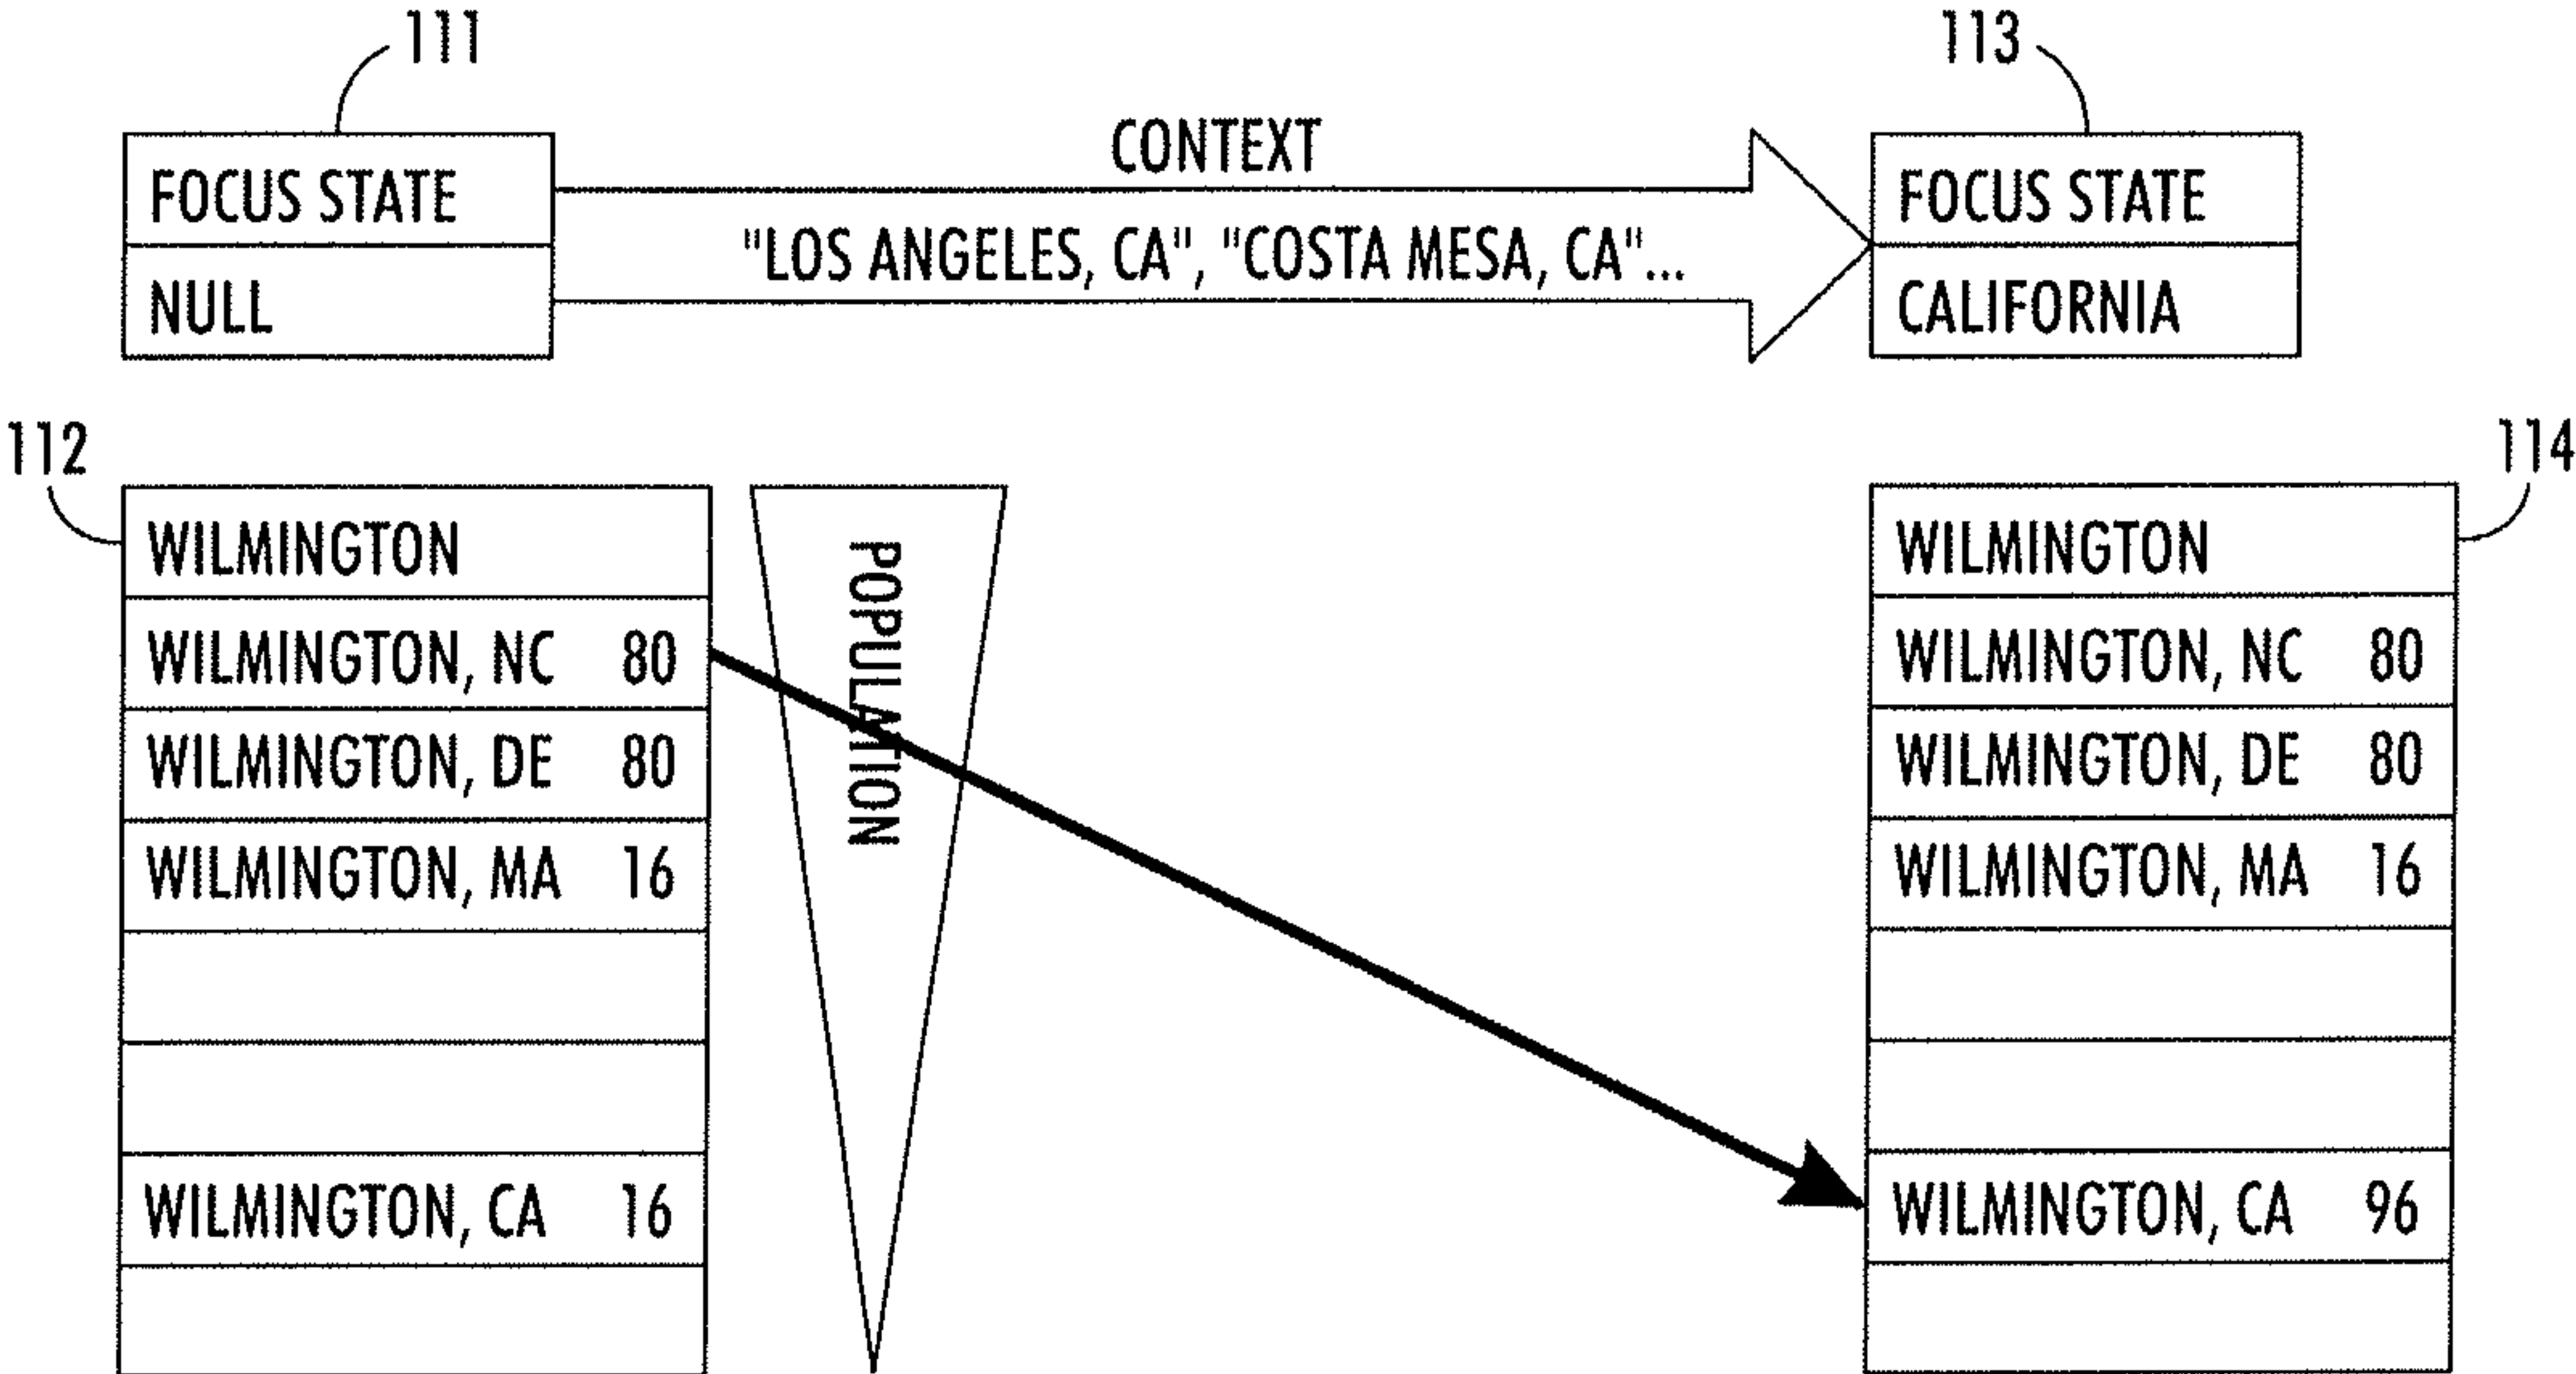 111
113
FOCUS STATE
NULL
CONTEXT
"LOS ANGELES, CA", "COSTA MESA, CA"...
FOCUS STATE
CALIFORNIA
112
114
WILMINGTON
WILMINGTON, NC 80
WILMINGTON, DE 80
WILMINGTON, MA 16
WILMINGTON, CA 16
POPULATION
WILMINGTON
WILMINGTON, NC 80
WILMINGTON, DE 80
WILMINGTON, MA 16
WILMINGTON, CA 96